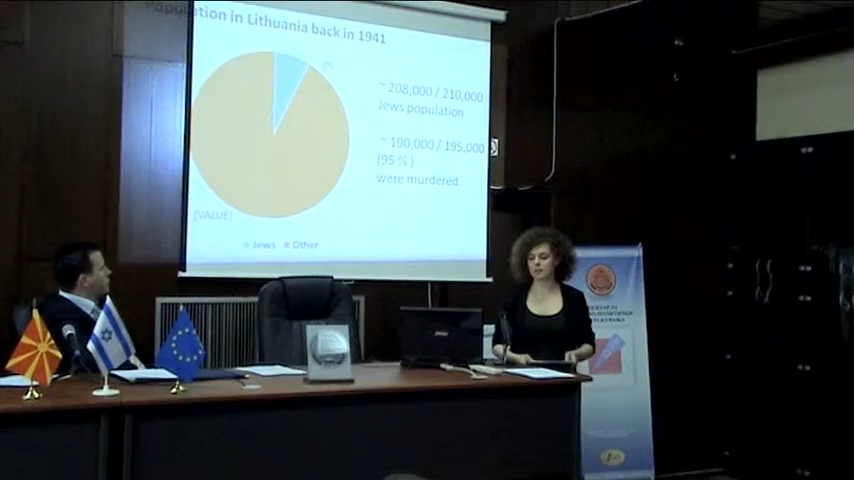 Population in Lithuania back in 1941
7%
~ 208,000 / 210,000
Jews population
~ 190,000 / 195,000
(95 % )
were murdered
[VALUE]
Jews
Other